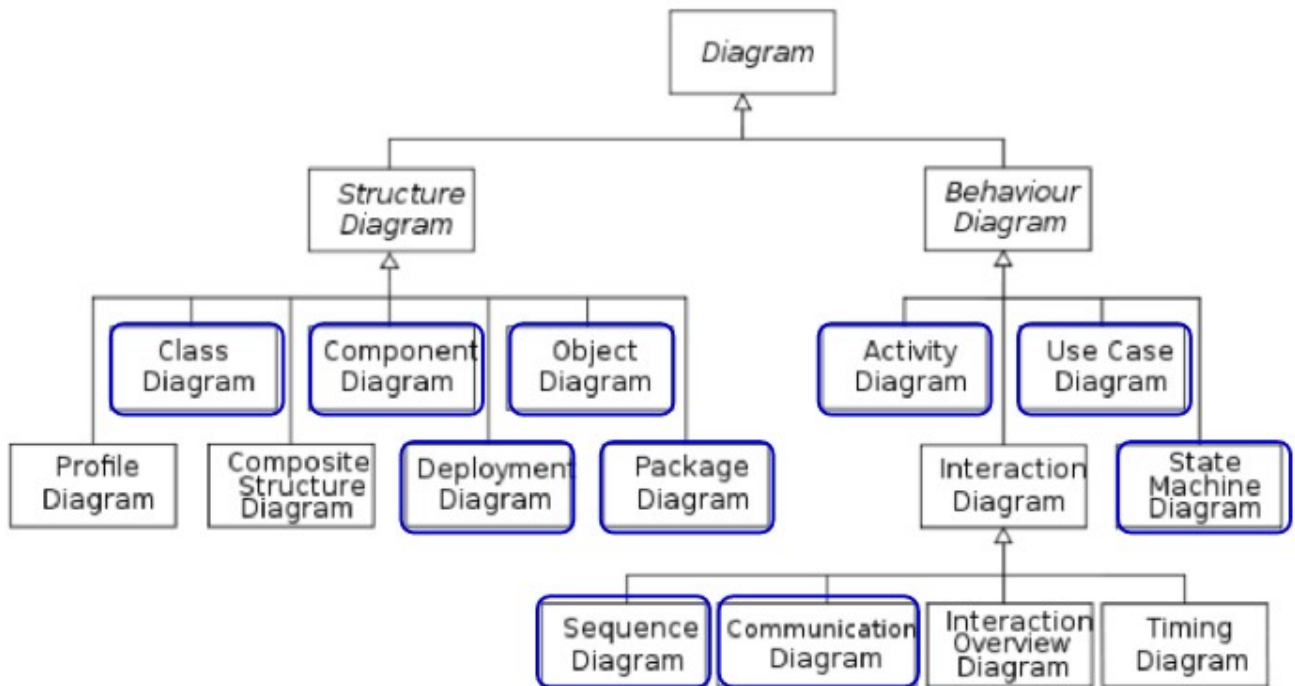 Diagram
Structure
Diagram
Behaviour
Diagram
Class
Diagram
Component
Diagram
Object
Diagram
Activity
Diagram
Use Case
Diagram
Profile
Diagram
Composite
Structure
Diagram
Deployment
Diagram
Package
Diagram
Interaction
Diagram
State
Machine
Diagram
Sequence
Diagram
Communication
Diagram
Interaction
Overview
Diagram
Timing
Diagram